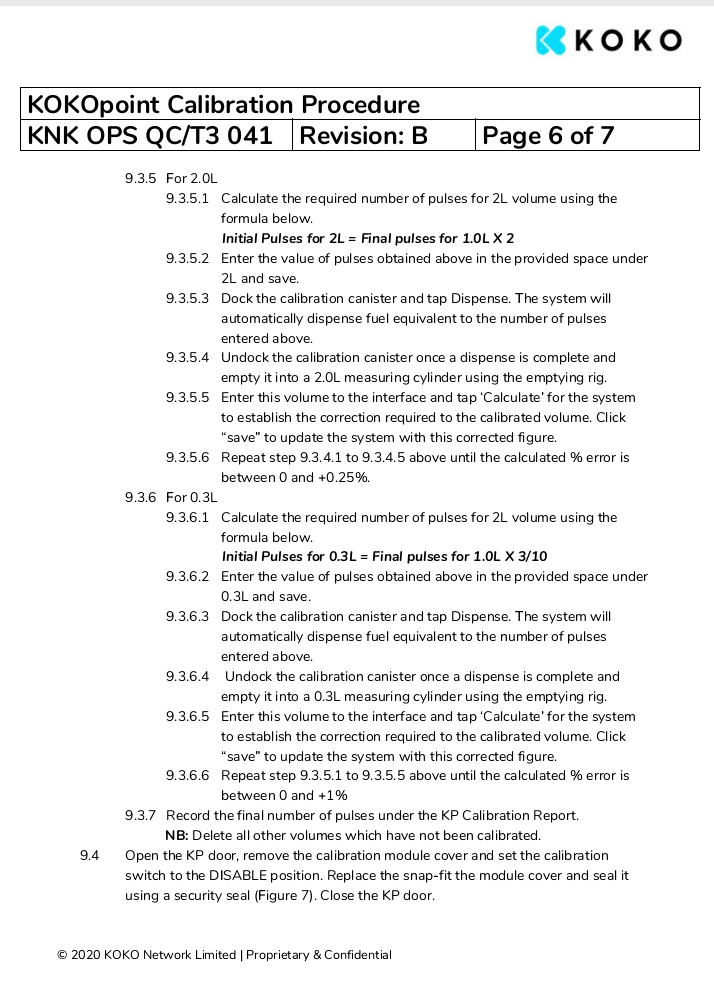 KOKO
KOKOpoint Calibration Procedure
KNK OPS QC/T3 041 Revision: B Page 6 of 7
9.3.5 For 2.0L
9.3.5.1 Calculate the required number of pulses for 2L volume using the
formula below.
Initial Pulses for 2L = Final pulses for 1.0L X 2
9.3.5.2 Enter the value of pulses obtained above in the provided space under
2L and save.
9.3.5.3 Dock the calibration canister and tap Dispense. The system will
automatically dispense fuel equivalent to the number of pulses
entered above.
9.3.5.4 Undock the calibration canister once a dispense is complete and
empty it into a 2.0L measuring cylinder using the emptying rig.
9.3.5.5 Enter this volume to the interface and tap ‘Calculate’ for the system
to establish the correction required to the calibrated volume. Click
“save” to update the system with this corrected figure.
9.3.5.6 Repeat step 9.3.4.1 to 9.3.4.5 above until the calculated % error is
between 0 and +0.25%.
9.3.6 For 0.3L
9.3.6.1 Calculate the required number of pulses for 2L volume using the
formula below.
Initial Pulses for 0.3L = Final pulses for 1.0L X 3/10
9.3.6.2 Enter the value of pulses obtained above in the provided space under
0.3L and save.
9.3.6.3 Dock the calibration canister and tap Dispense. The system will
automatically dispense fuel equivalent to the number of pulses
entered above.
9.3.6.4 Undock the calibration canister once a dispense is complete and
empty it into a 0.3L measuring cylinder using the emptying rig.
9.3.6.5 Enter this volume to the interface and tap ‘Calculate’ for the system
to establish the correction required to the calibrated volume. Click
“save” to update the system with this corrected figure.
9.3.6.6 Repeat step 9.3.5.1 to 9.3.5.5 above until the calculated % error is
between 0 and +1%
9.3.7 Record the final number of pulses under the KP Calibration Report.
NB: Delete all other volumes which have not been calibrated.
9.4 Open the KP door, remove the calibration module cover and set the calibration
switch to the DISABLE position. Replace the snap-fit the module cover and seal it
using a security seal (Figure 7). Close the KP door.
© 2020 KOKO Network Limited | Proprietary & Confidential